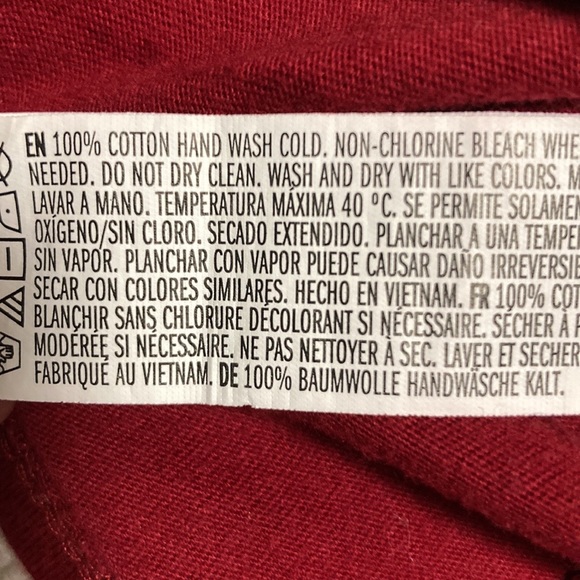 EN 100% COTTON HAND WASH COLD. NON-CHLORINE BLEACH WHE
NEEDED. DO NOT DRY CLEAN. WASH AND DRY WITH LIKE COLORS. M
LAVAR A MANO. TEMPERATURA MÁXIMA 40 ºC. SE PERMITE SOLAMEN
OXÍGENO/SIN CLORO. SECADO EXTENDIDO. PLANCHAR A UNA TEMPER
SIN VAPOR. PLANCHAR CON VAPOR PUEDE CAUSAR DAÑO IRREVERSIB
SECAR CON COLORES SIMILARES. HECHO EN VIETNAM. FR 100% COT
BLANCHIR SANS CHLORURE DÉCOLORANT SI NÉCESSAIRE. SÉCHER À
MODÉRÉE SI NÉCESSAIRE. NE PAS NETTOYER À SEC. LAVER ET SECHER
FABRIQUÉ AU VIETNAM. DE 100% BAUMWOLLE HANDWÄSCHE KALT.